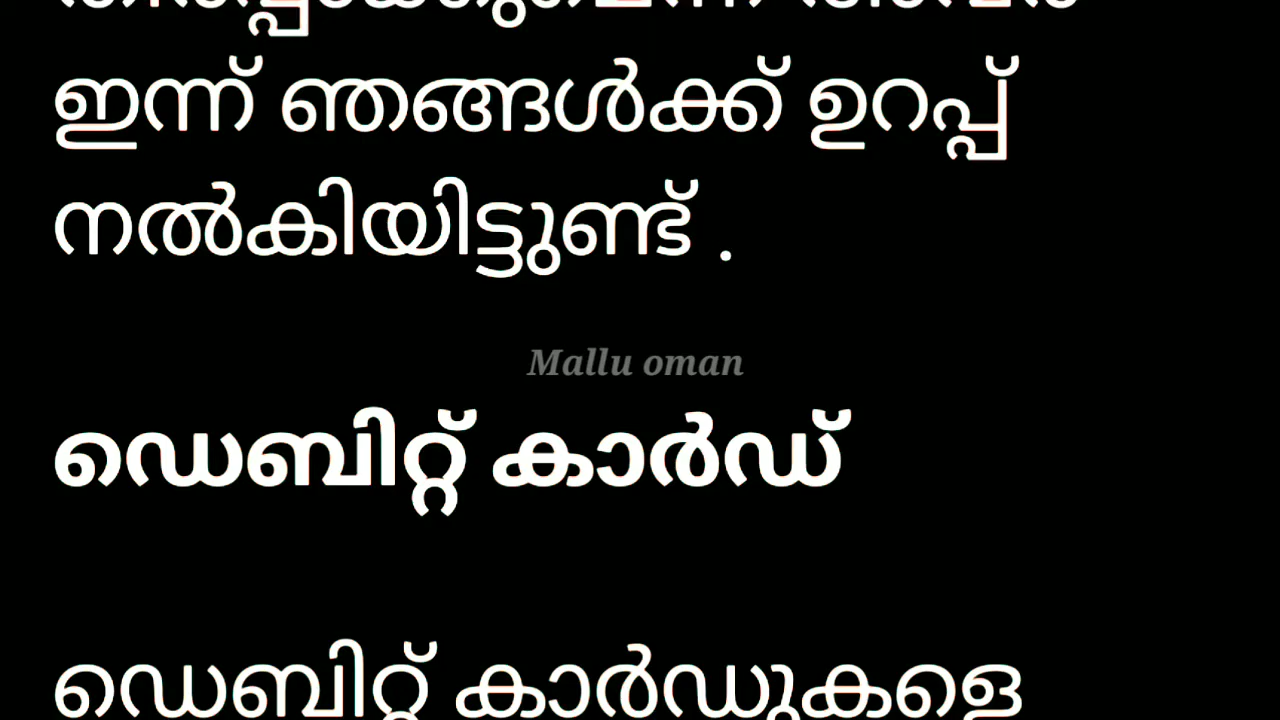 ഇന്ന് ഞങ്ങൾക്ക് ഉറപ്പ്
നൽകിയിട്ടുണ്ട് .
Mallu oman
ഡെബിറ്റ് കാർഡ്
ഡെബിറ്റ് കാർഡുകളെ